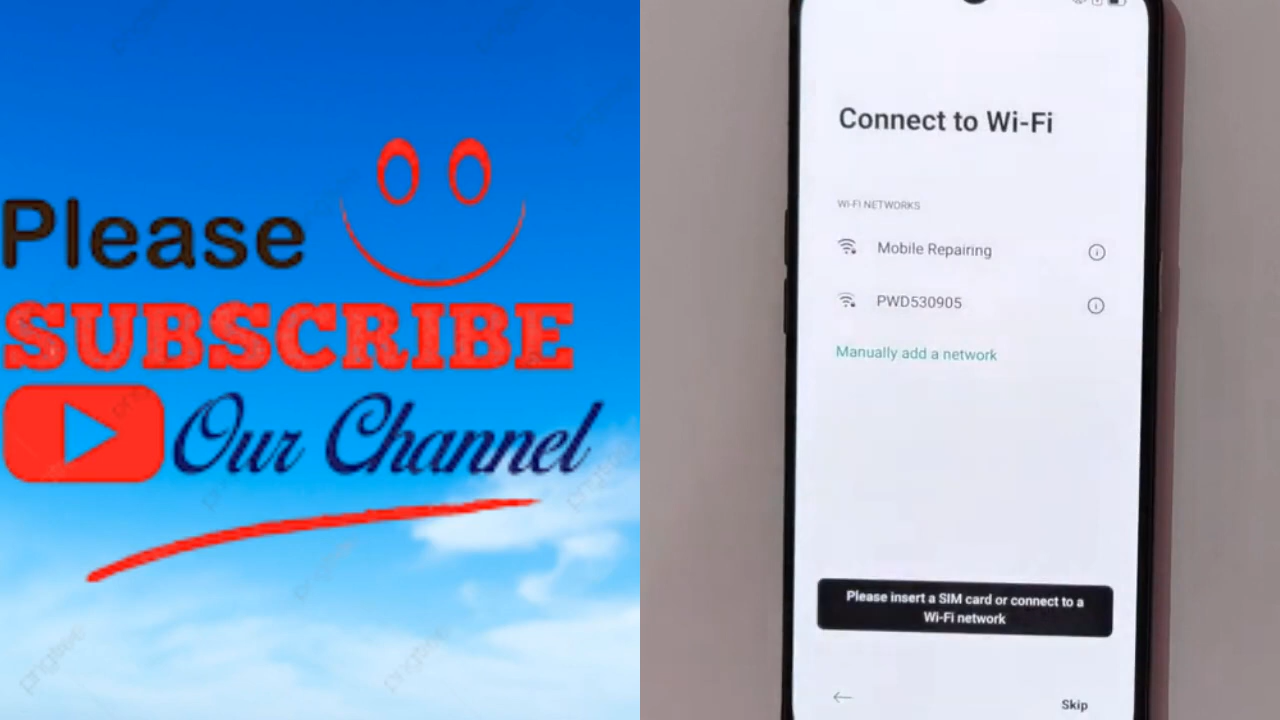 Please
SUBSCRIBE
Our Channel
Connect to Wi-Fi
WI-FI NETWORKS
Mobile Repairing
PWD530905
Manually add a network
Please insert a SIM card or connect to a
Wi-Fi network
Skip